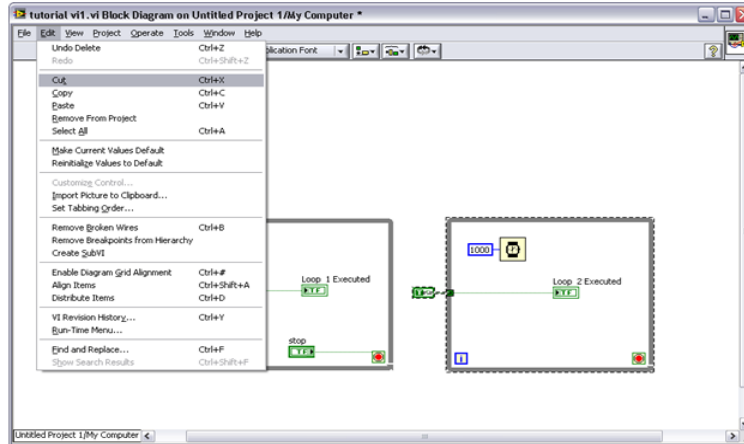 tutorial vi1.vi Block Diagram on Untitled Project 1/My Computer *
File Edit View Project Operate Tools Window Help
plication Font
Undo Delete Ctrl+Z
Redo Ctrl+Shift+Z
Cut Ctrl+X
Copy Ctrl+C
Paste Ctrl+V
Remove From Project
Select All Ctrl+A
Make Current Values Default
Reinitialize Values to Default
Customize Control...
Import Picture to Clipboard...
Set Tabbing Order...
Remove Broken Wires Ctrl+B
Remove Breakpoints from Hierarchy
Create SubVI
Enable Diagram Grid Alignment Ctrl+#
Align Items Ctrl+Shift+A
Distribute Items Ctrl+D
VI Revision History... Ctrl+Y
Run-Time Menu...
Find and Replace... Ctrl+F
Show Search Results Ctrl+Shift+F
Loop 1 Executed
TF
stop
TF
1000
Loop 2 Executed
TF
i
Untitled Project 1/My Computer